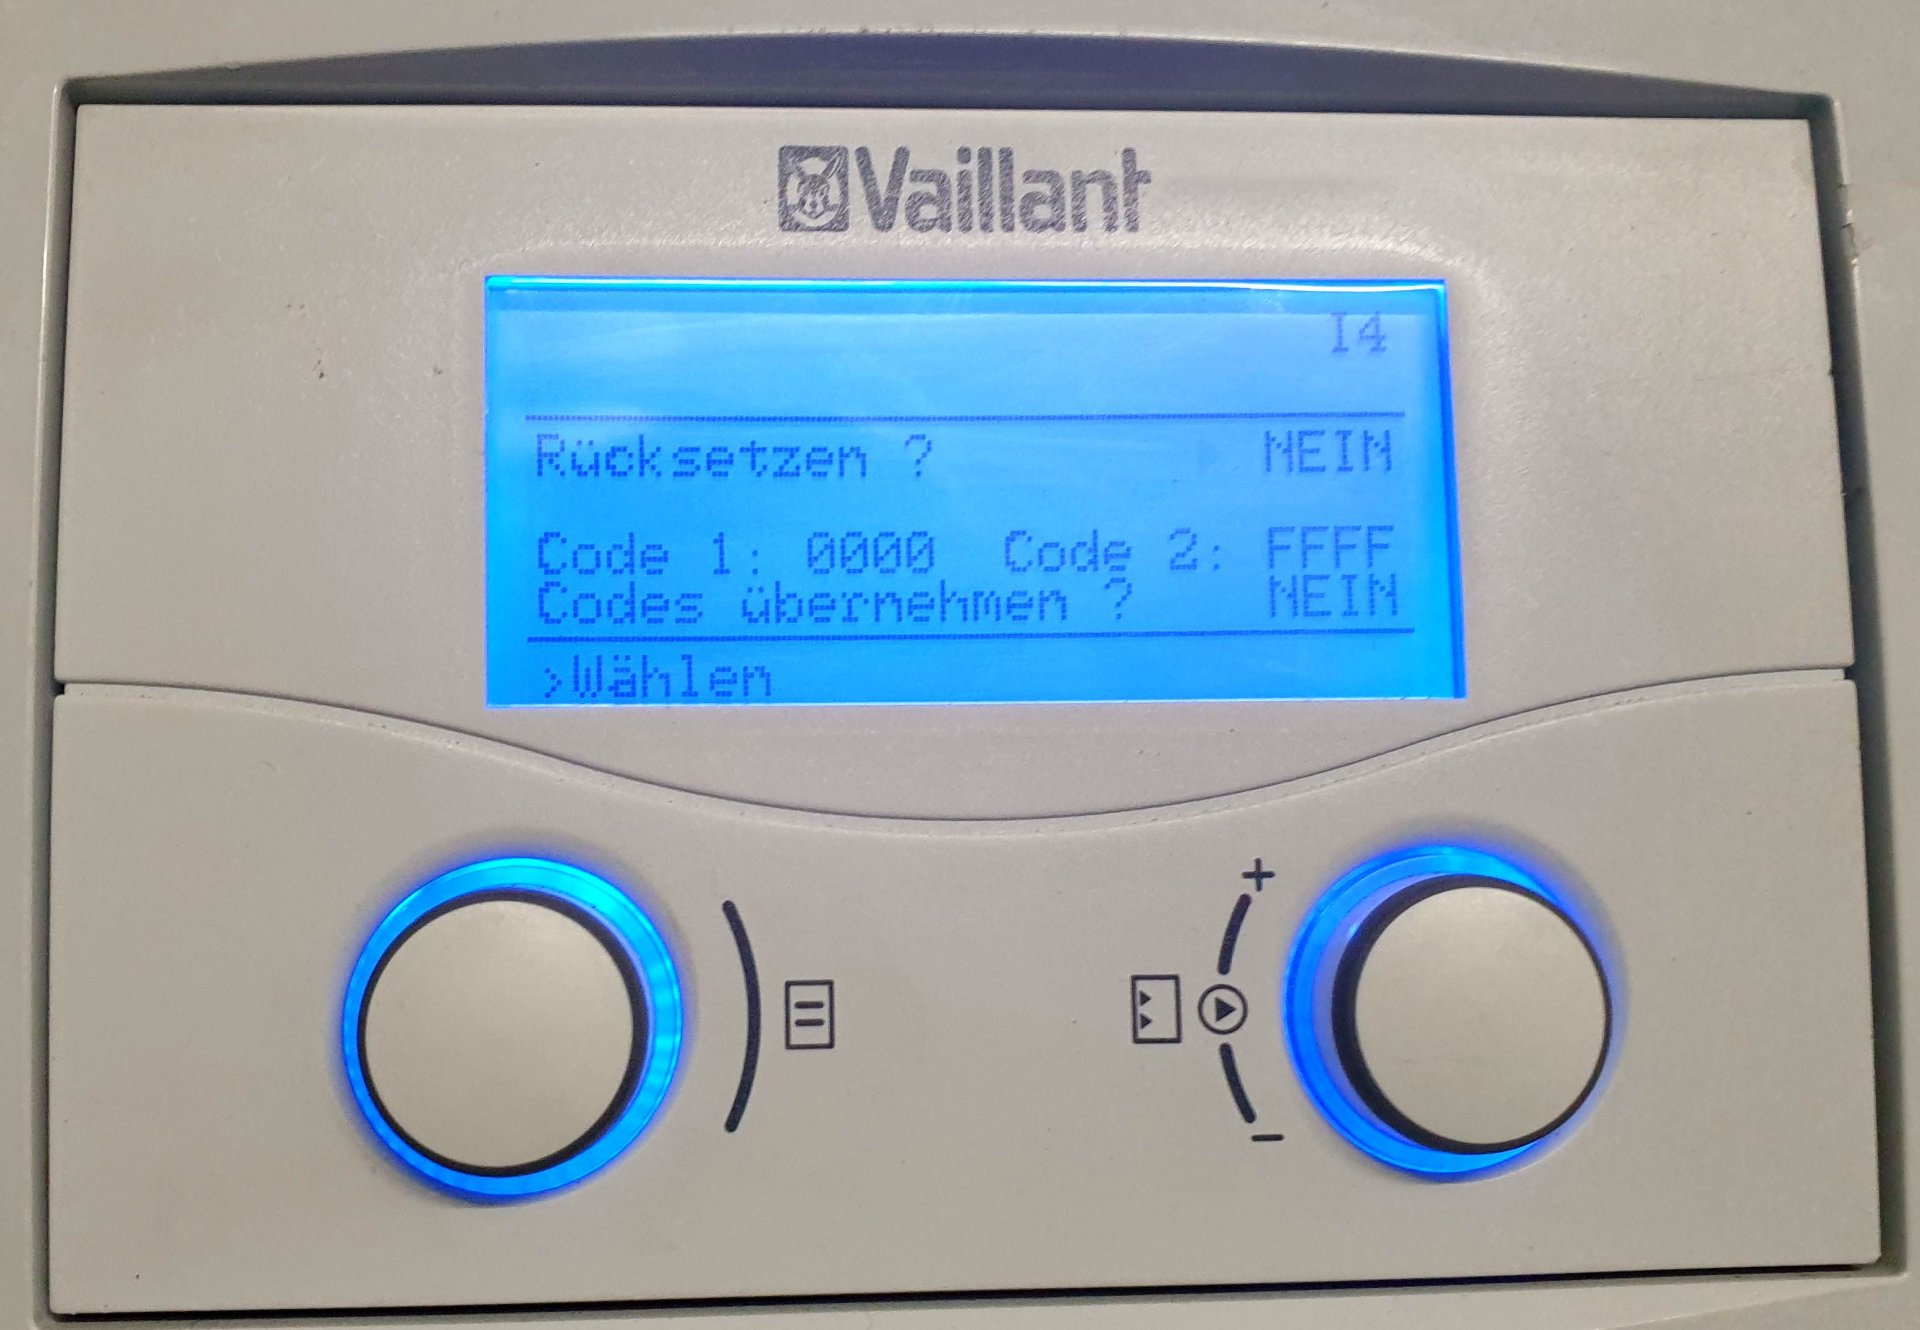 Vaillant
I4
Rücksetzen ? NEIN
Code 1: 0000 Code 2: FFFF
Codes übernehmen ? NEIN
>Wählen
+
-